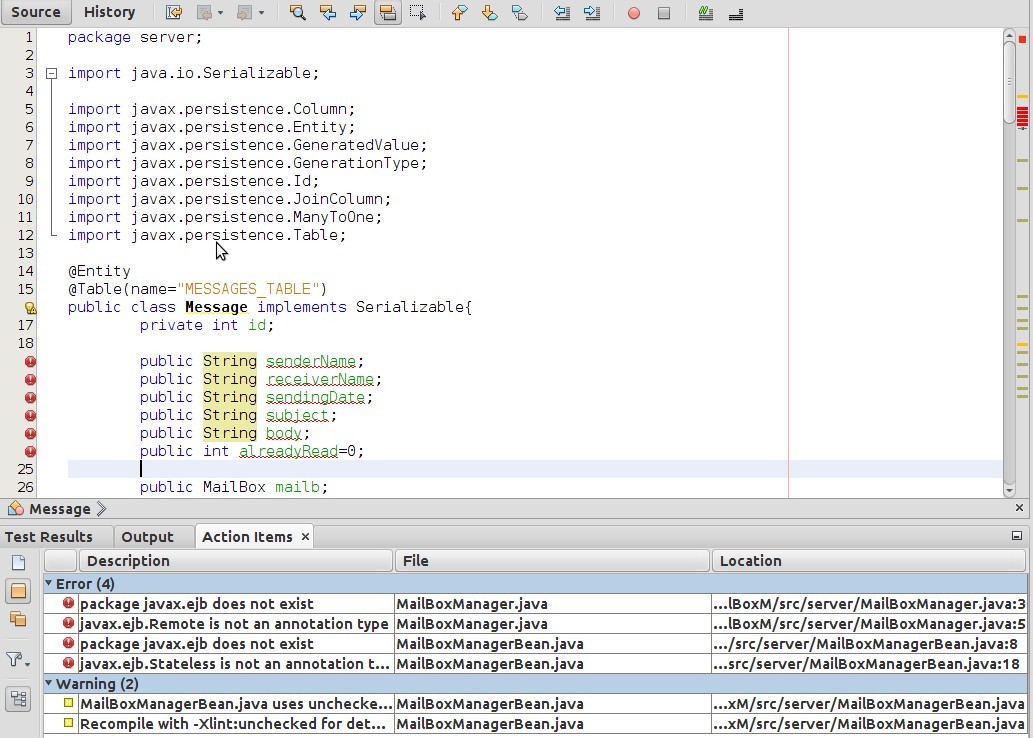 Source History
1 package server;
2
3 import java.io.Serializable;
4
5 import javax.persistence.Column;
6 import javax.persistence.Entity;
7 import javax.persistence.GeneratedValue;
8 import javax.persistence.GenerationType;
9 import javax.persistence.Id;
10 import javax.persistence.JoinColumn;
11 import javax.persistence.ManyToOne;
12 import javax.persistence.Table;
13
14 @Entity
15 @Table(name="MESSAGES_TABLE")
public class Message implements Serializable{
17 private int id;
18
public String senderName;
public String receiverName;
public String sendingDate;
public String subject;
public String body;
public int alreadyRead=0;
25
26 public MailBox mailb;
Message
Test Results Output Action Items ×
Description File Location
Error (4)
package javax.ejb does not exist MailBoxManager.java ...lBoxM/src/server/MailBoxManager.java:3
javax.ejb.Remote is not an annotation type MailBoxManager.java ...lBoxM/src/server/MailBoxManager.java:5
package javax.ejb does not exist MailBoxManagerBean.java .../src/server/MailBoxManagerBean.java:8
javax.ejb.Stateless is not an annotation t... MailBoxManagerBean.java ...src/server/MailBoxManagerBean.java:18
Warning (2)
MailBoxManagerBean.java uses unchecke... MailBoxManagerBean.java ...xM/src/server/MailBoxManagerBean.java
Recompile with -Xlint:unchecked for det... MailBoxManagerBean.java ...xM/src/server/MailBoxManagerBean.java